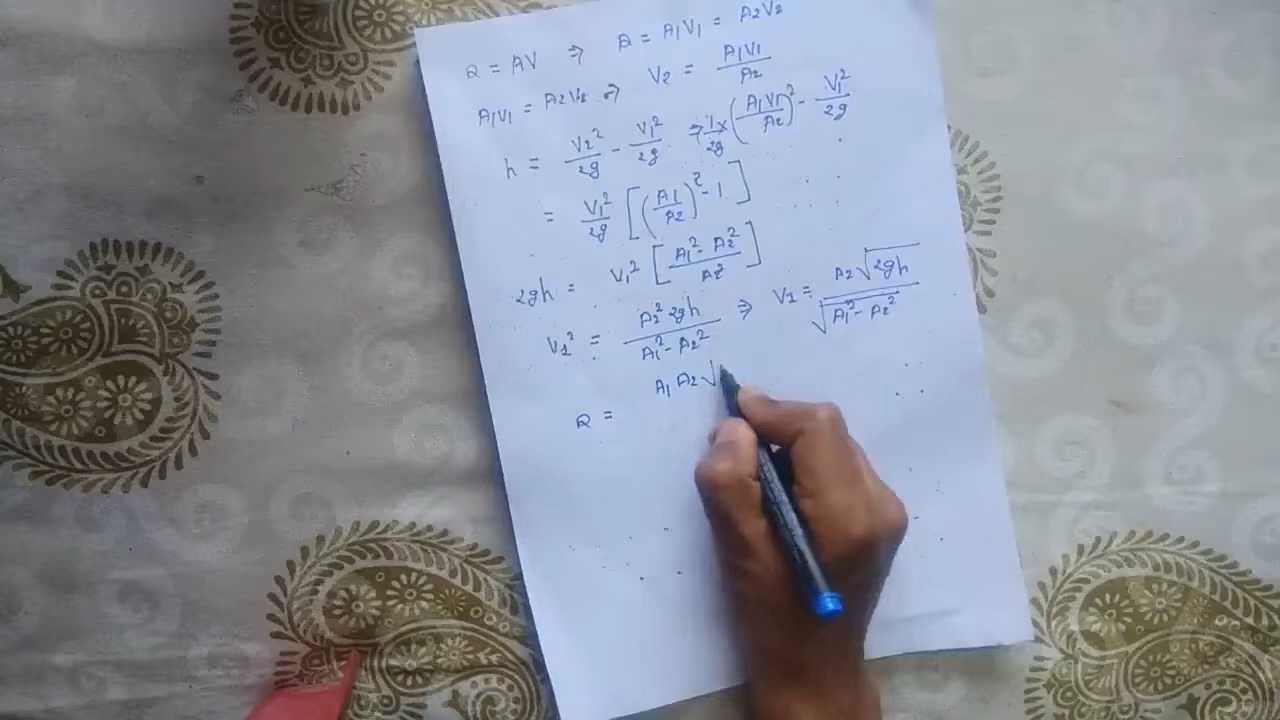 Q = AV ⇒ Q = A₁V₁ = A₂V₂
A₁V₁ = A₂V₂ ⇒ V₂ = A₁V₁/A₂
h = V₂²/2g - V₁²/2g ⇒ 1/2g × (A₁V₁/A₂)² - V₁²/2g
= V₁²/2g [(A₁/A₂)² - 1]
2gh = V₁² [A₁² - A₂²/A₂²]
V₁² = A₂² 2gh/A₁² - A₂² ⇒ V₁ = A₂√2gh/√A₁² - A₂²
Q = A₁ A₂ √